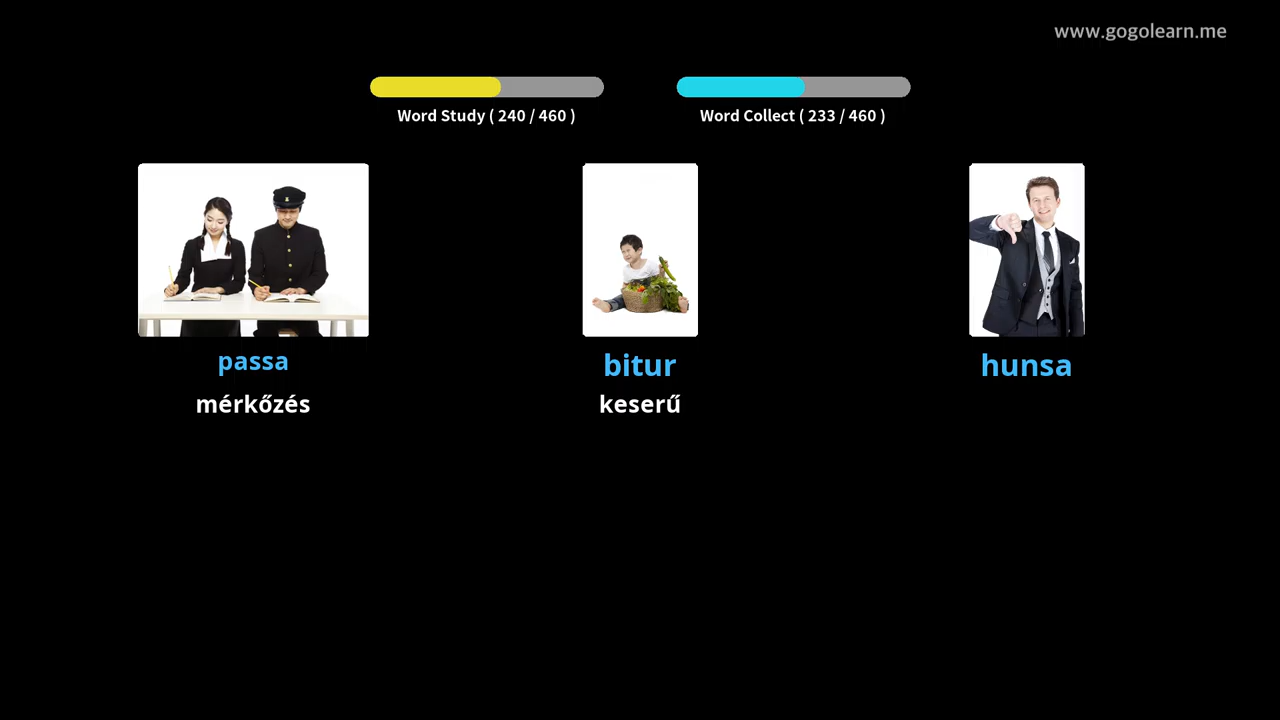 www.gogolearn.me
Word Study ( 240 / 460 )
Word Collect ( 233 / 460 )
passa
bitur
hunsa
mérkőzés
keserű